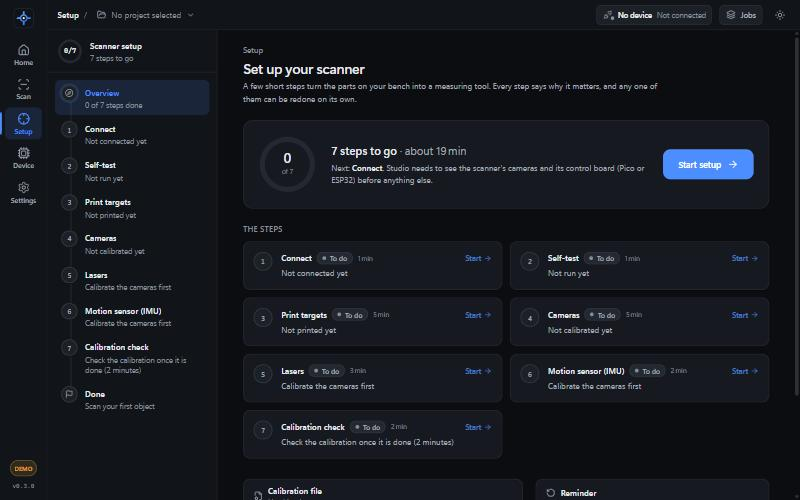 Setup / No project selected
No device Not connected
Jobs
Home
Scan
Setup
Device
Settings
DEMO
v0.3.0
0/7
Scanner setup
7 steps to go
Overview
0 of 7 steps done
1
Connect
Not connected yet
2
Self-test
Not run yet
3
Print targets
Not printed yet
4
Cameras
Not calibrated yet
5
Lasers
Calibrate the cameras first
6
Motion sensor (IMU)
Calibrate the cameras first
7
Calibration check
Check the calibration once it is
done (2 minutes)
Done
Scan your first object
Setup
Set up your scanner
A few short steps turn the parts on your bench into a measuring tool. Every step says why it matters, and any one of
them can be redone on its own.
0
of 7
7 steps to go · about 19 min
Next: Connect. Studio needs to see the scanner's cameras and its control board (Pico or
ESP32) before anything else.
Start setup →
THE STEPS
1 Connect To do 1 min Start →
Not connected yet
2 Self-test To do 1 min Start →
Not run yet
3 Print targets To do 5 min Start →
Not printed yet
4 Cameras To do 5 min Start →
Not calibrated yet
5 Lasers To do 3 min Start →
Calibrate the cameras first
6 Motion sensor (IMU) To do 2 min Start →
Calibrate the cameras first
7 Calibration check To do 2 min Start →
Check the calibration once it is done (2 minutes)
Calibration file
Reminder